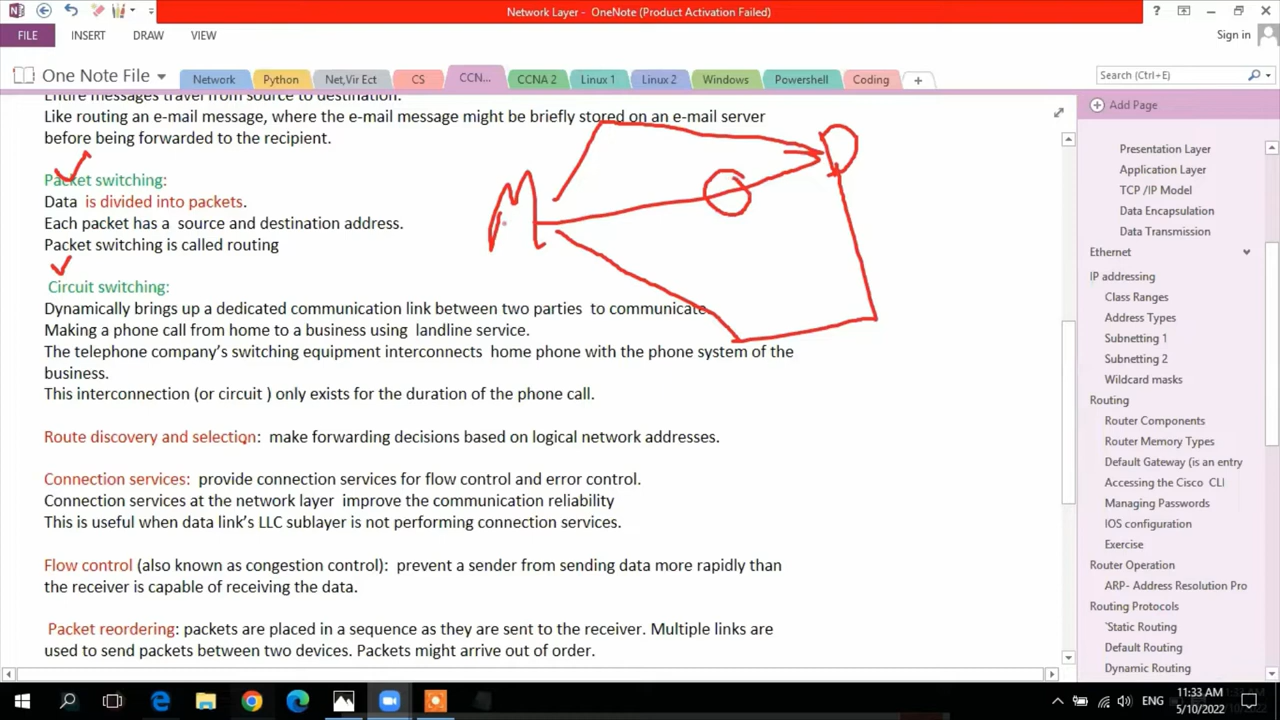 Network Layer - OneNote (Product Activation Failed)
FILE INSERT DRAW VIEW
Sign in
One Note File
Network Python Net,Vir Ect CS CCN... CCNA 2 Linux 1 Linux 2 Windows Powershell Coding
Search (Ctrl+E)
Entire messages travel from source to destination.
Like routing an e-mail message, where the e-mail message might be briefly stored on an e-mail server
before being forwarded to the recipient.
Packet switching:
Data is divided into packets.
Each packet has a source and destination address.
Packet switching is called routing
Circuit switching:
Dynamically brings up a dedicated communication link between two parties to communicate.
Making a phone call from home to a business using landline service.
The telephone company's switching equipment interconnects home phone with the phone system of the
business.
This interconnection (or circuit ) only exists for the duration of the phone call.
Route discovery and selection: make forwarding decisions based on logical network addresses.
Connection services: provide connection services for flow control and error control.
Connection services at the network layer improve the communication reliability
This is useful when data link's LLC sublayer is not performing connection services.
Flow control (also known as congestion control): prevent a sender from sending data more rapidly than
the receiver is capable of receiving the data.
Packet reordering: packets are placed in a sequence as they are sent to the receiver. Multiple links are
used to send packets between two devices. Packets might arrive out of order.
M
D
Add Page
Presentation Layer
Application Layer
TCP /IP Model
Data Encapsulation
Data Transmission
Ethernet
IP addressing
Class Ranges
Address Types
Subnetting 1
Subnetting 2
Wildcard masks
Routing
Router Components
Router Memory Types
Default Gateway (is an entry
Accessing the Cisco CLI
Managing Passwords
IOS configuration
Exercise
Router Operation
ARP- Address Resolution Pro
Routing Protocols
`Static Routing
Default Routing
Dynamic Routing
ENG
11:33 AM
5/10/2022